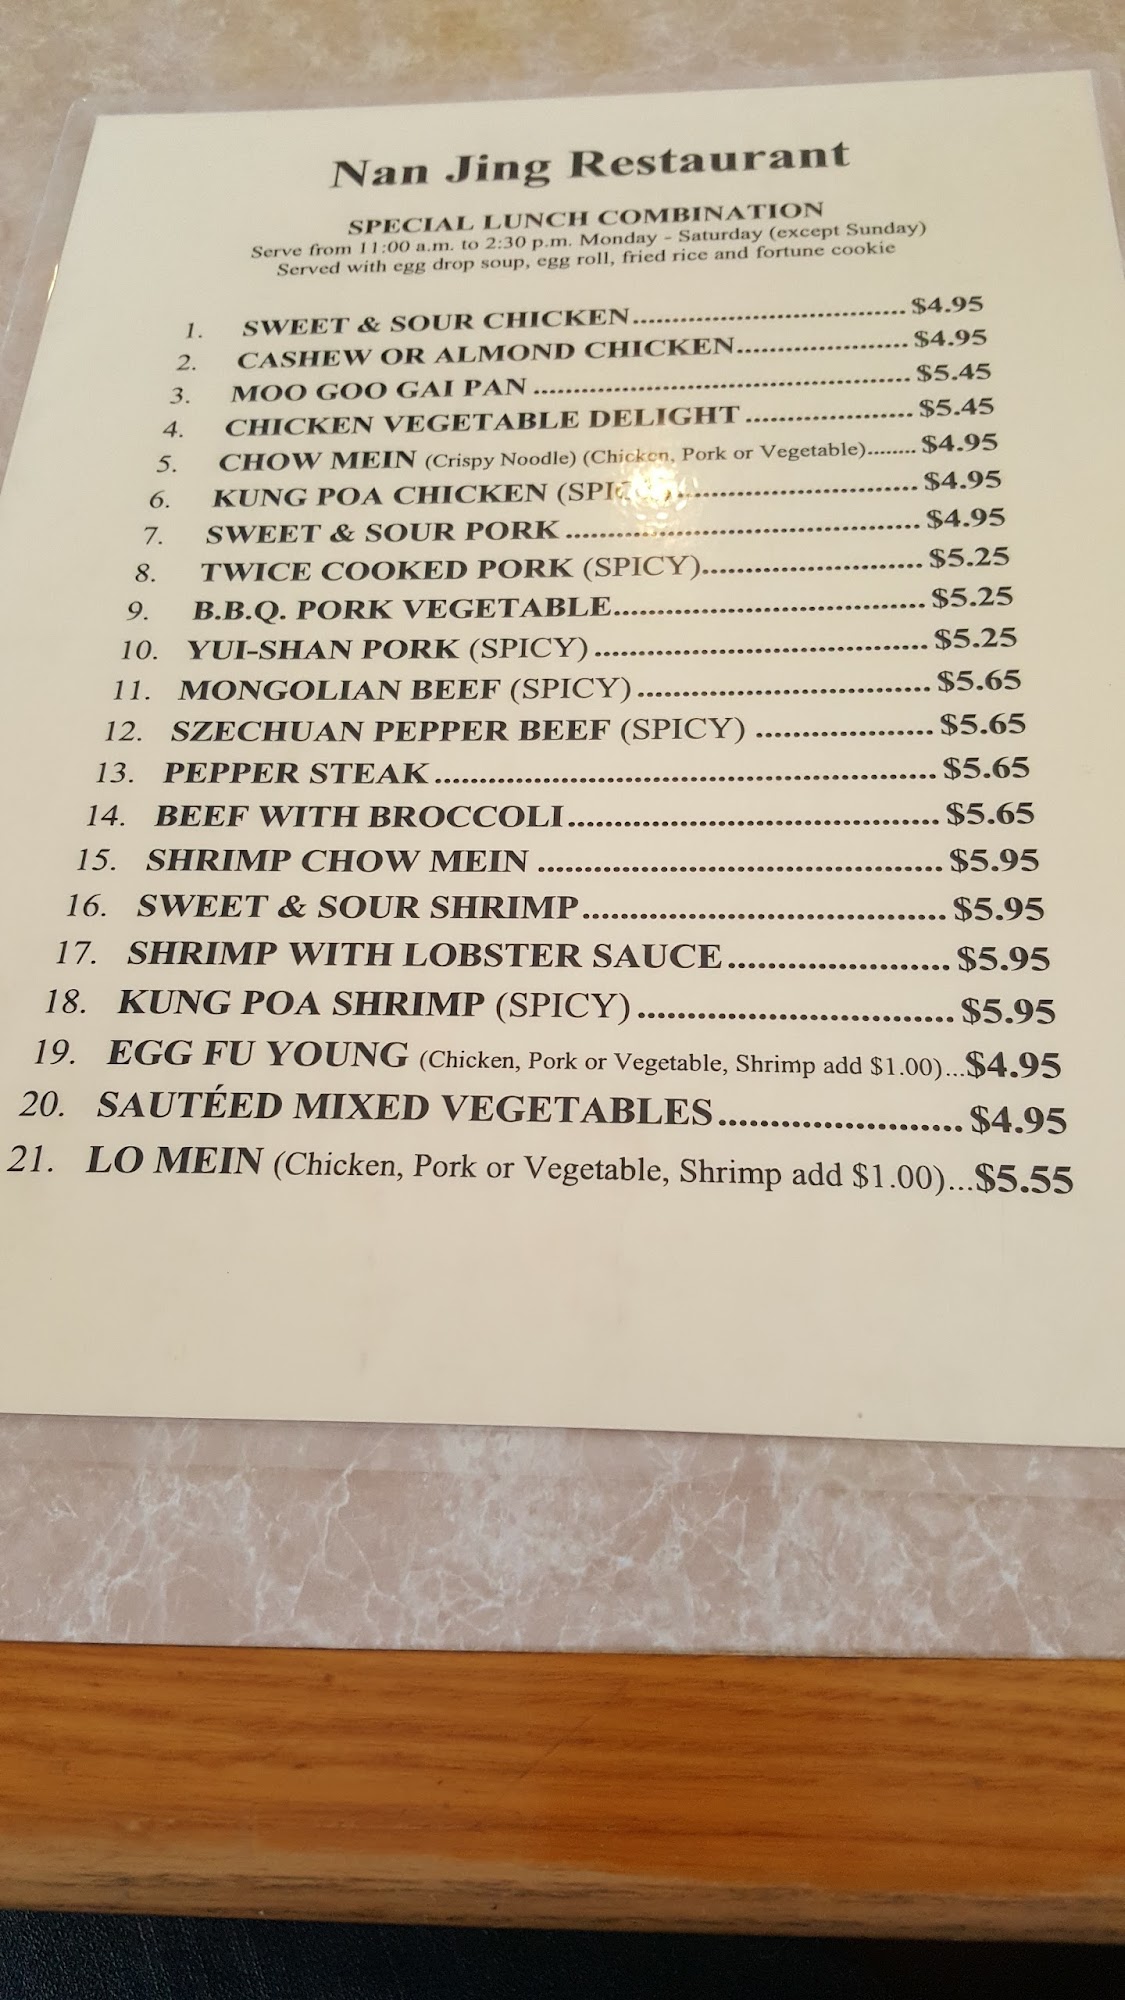 Nan Jing Restaurant
SPECIAL LUNCH COMBINATION
Serve from 11:00 a.m. to 2:30 p.m. Monday - Saturday (except Sunday)
Served with egg drop soup, egg roll, fried rice and fortune cookie
1. SWEET & SOUR CHICKEN.................................. $4.95
2. CASHEW OR ALMOND CHICKEN..................... $4.95
3. MOO GOO GAI PAN ............................................... $5.45
4. CHICKEN VEGETABLE DELIGHT .................... $5.45
5. CHOW MEIN (Crispy Noodle) (Chicken, Pork or Vegetable)........ $4.95
6. KUNG POA CHICKEN ............................. $4.95
7. SWEET & SOUR PORK .......................................... $4.95
8. TWICE COOKED PORK (SPICY)......................... $5.25
9. B.B.Q. PORK VEGETABLE................................... $5.25
10. YUI-SHAN PORK (SPICY) ..................................... $5.25
11. MONGOLIAN BEEF (SPICY) ................................ $5.65
12. SZECHUAN PEPPER BEEF (SPICY) ................... $5.65
13. PEPPER STEAK ...................................................... $5.65
14. BEEF WITH BROCCOLI....................................... $5.65
15. SHRIMP CHOW MEIN .......................................... $5.95
16. SWEET & SOUR SHRIMP..................................... $5.95
17. SHRIMP WITH LOBSTER SAUCE...................... $5.95
18. KUNG POA SHRIMP (SPICY) ............................... $5.95
19. EGG FU YOUNG (Chicken, Pork or Vegetable, Shrimp add $1.00)...$4.95
20. SAUTÉED MIXED VEGETABLES....................... $4.95
21. LO MEIN (Chicken, Pork or Vegetable, Shrimp add $1.00)...$5.55